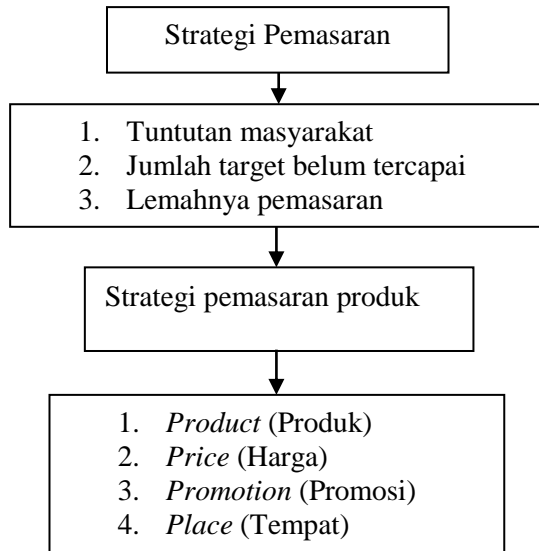 Strategi Pemasaran
1. Tuntutan masyarakat
2. Jumlah target belum tercapai
3. Lemahnya pemasaran
Strategi pemasaran produk
1. Product (Produk)
2. Price (Harga)
3. Promotion (Promosi)
4. Place (Tempat)